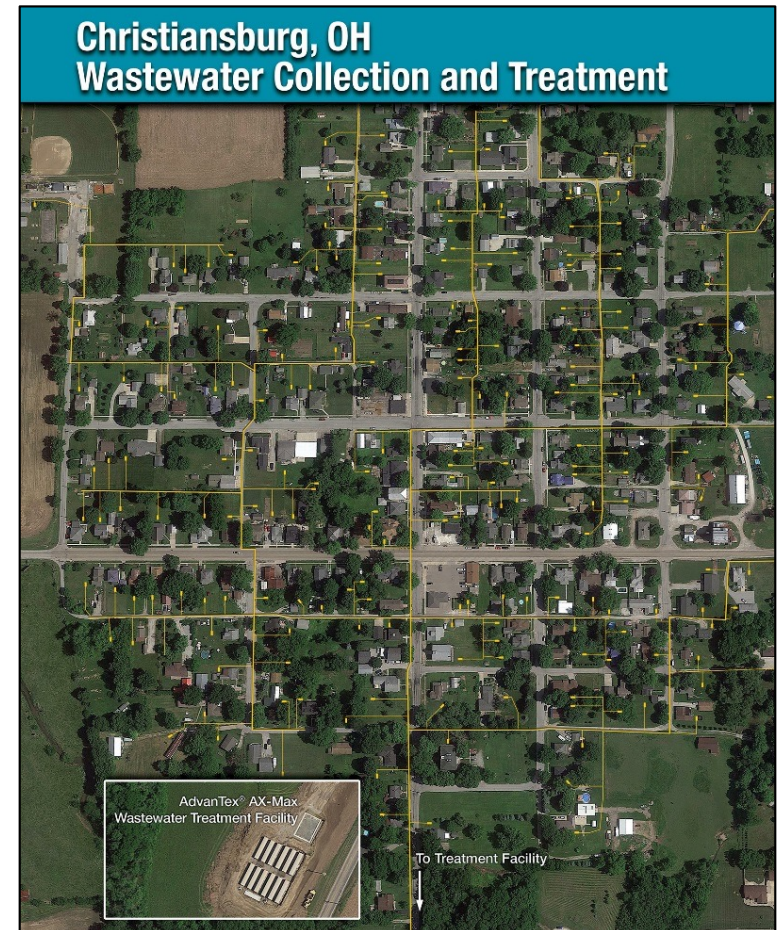 Christiansburg, OH
Wastewater Collection and Treatment
AdvanTex® AX-Max
Wastewater Treatment Facility
To Treatment Facility